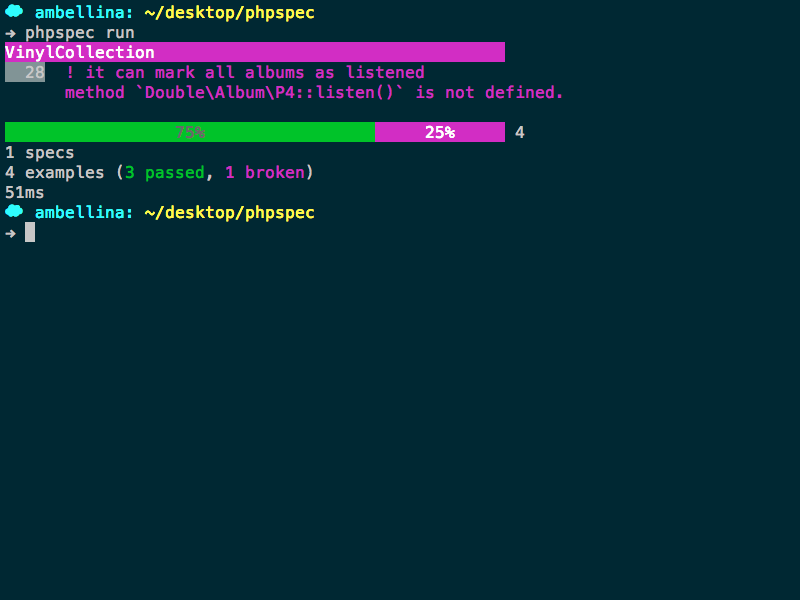 ambellina: ~/desktop/phpspec
→ phpspec run
VinylCollection
28 ! it can mark all albums as listened
method `Double\Album\P4::listen()` is not defined.
75% 25% 4
1 specs
4 examples (3 passed, 1 broken)
51ms
ambellina: ~/desktop/phpspec
→